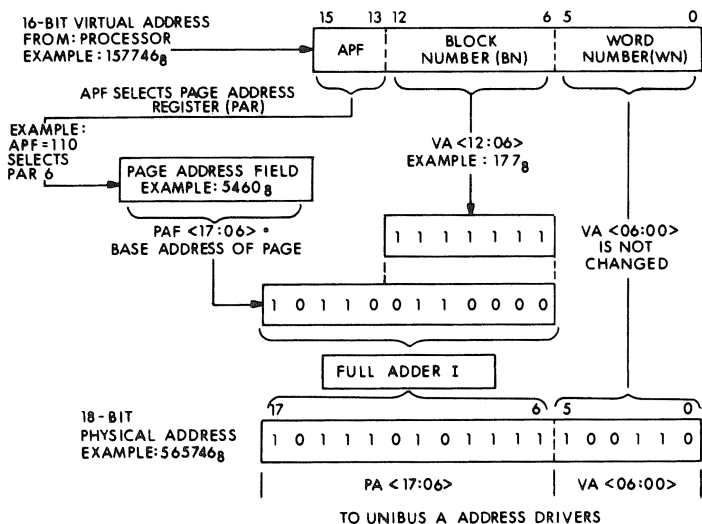 16-BIT VIRTUAL ADDRESS
FROM: PROCESSOR
EXAMPLE: 157746₈
15 13 12 6 5 0
APF
BLOCK
NUMBER (BN)
WORD
NUMBER(WN)
APF SELECTS PAGE ADDRESS
REGISTER (PAR)
EXAMPLE:
APF=110
SELECTS
PAR 6
PAGE ADDRESS FIELD
EXAMPLE: 5460₈
VA <12:06>
EXAMPLE: 177₈
PAF <17:06> =
BASE ADDRESS OF PAGE
1 1 1 1 1 1 1
VA <06:00>
IS NOT
CHANGED
1 0 1 1 0 0 1 1 0 0 0 0
FULL ADDER I
17 6 5 0
18-BIT
PHYSICAL ADDRESS
EXAMPLE: 565746₈
1 0 1 1 1 0 1 0 1 1 1 1 1 0 0 1 1 0
PA <17:06>
VA <06:00>
TO UNIBUS A ADDRESS DRIVERS